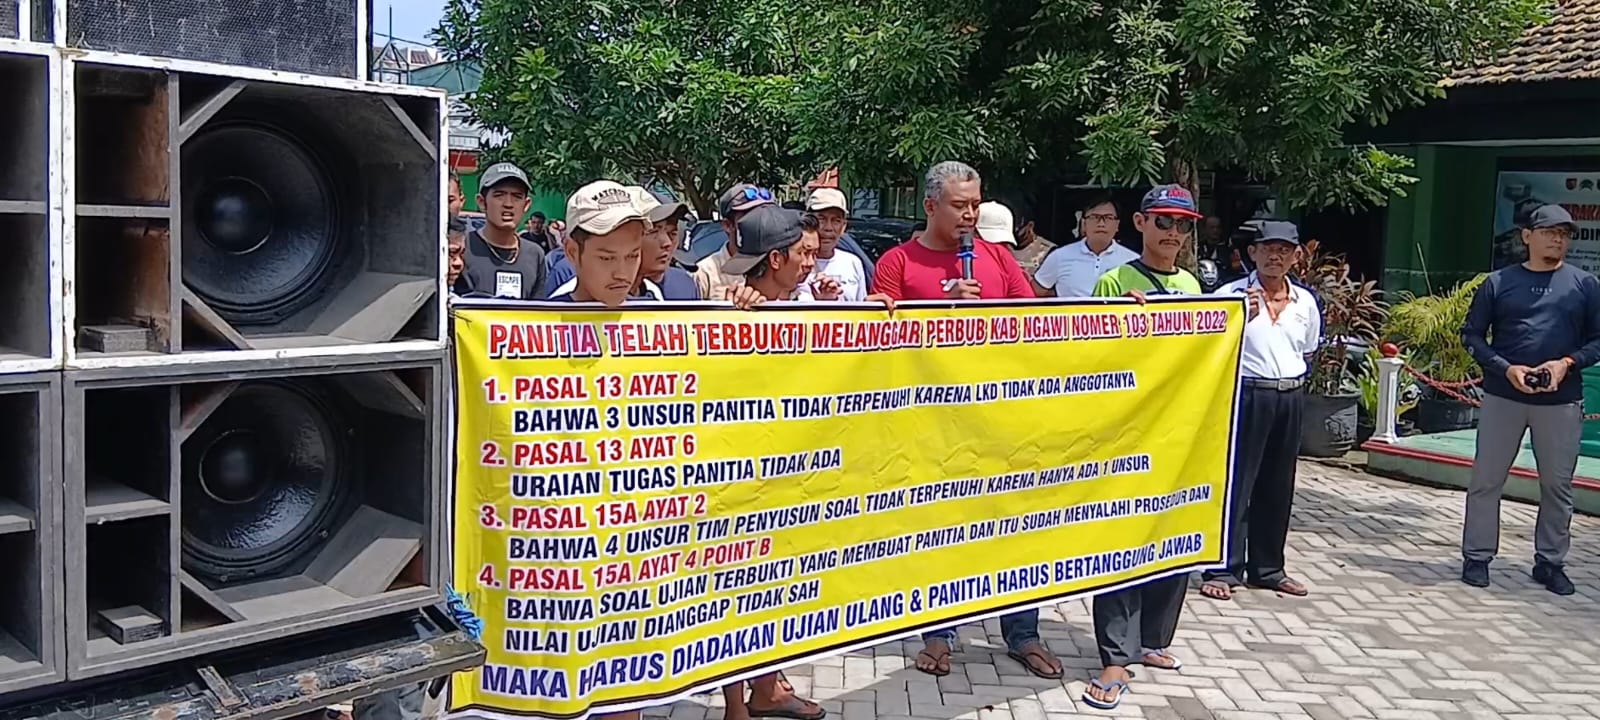 PANITIA TELAH TERBUKTI MELANGGAR PERBUB KAB NGAWI NOMER 103 TAHUN 2022
1. PASAL 13 AYAT 2
BAHWA 3 UNSUR PANITIA TIDAK TERPENUHI KARENA LKD TIDAK ADA ANGGOTANYA
2. PASAL 13 AYAT 6
URAIAN TUGAS PANITIA TIDAK ADA
3. PASAL 15A AYAT 2
BAHWA 4 UNSUR TIM PENYUSUN SOAL TIDAK TERPENUHI KARENA HANYA ADA 1 UNSUR
4. PASAL 15A AYAT 4 POINT B
BAHWA SOAL UJIAN TERBUKTI YANG MEMBUAT PANITIA DAN ITU SUDAH MENYALAHI PROSEDUR DAN
NILAI UJIAN DIANGGAP TIDAK SAH
MAKA HARUS DIADAKAN UJIAN ULANG & PANITIA HARUS BERTANGGUNG JAWAB
ESCAPE